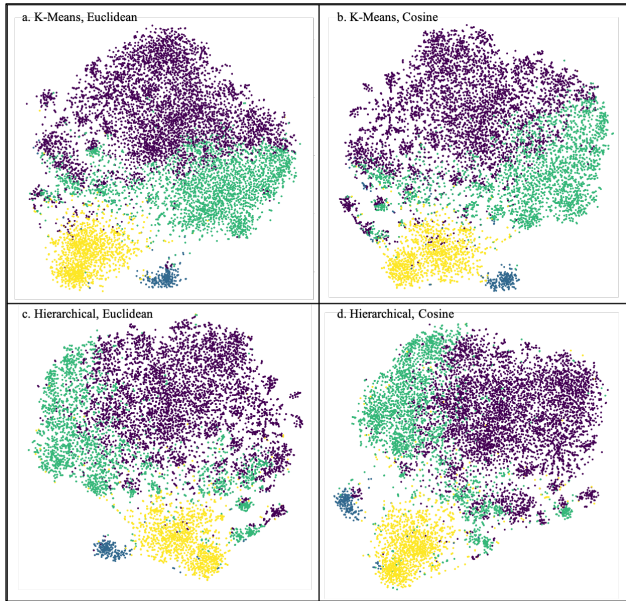 a. K-Means, Euclidean
b. K-Means, Cosine
c. Hierarchical, Euclidean
d. Hierarchical, Cosine